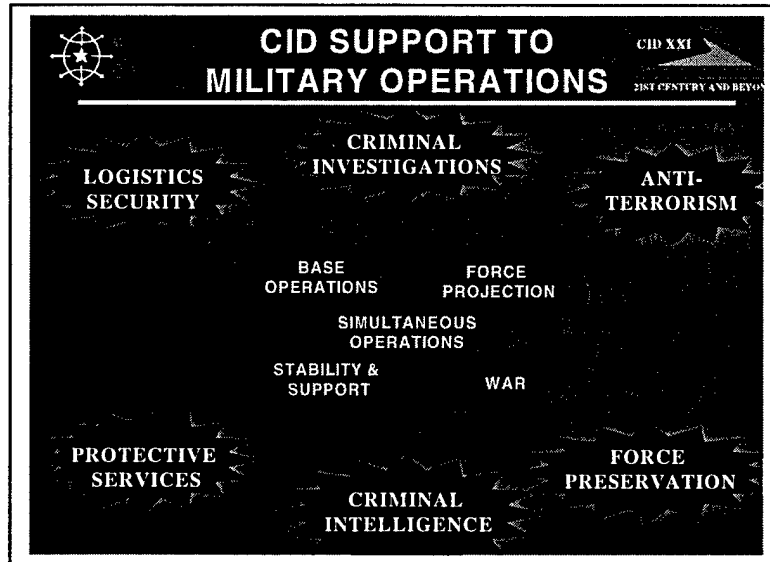 CID SUPPORT TO
MILITARY OPERATIONS
CID XXI
21ST CENTURY AND BEYON
CRIMINAL
INVESTIGATIONS
LOGISTICS
SECURITY
ANTI-
TERRORISM
BASE
OPERATIONS
FORCE
PROJECTION
SIMULTANEOUS
OPERATIONS
STABILITY &
SUPPORT
WAR
PROTECTIVE
SERVICES
FORCE
PRESERVATION
CRIMINAL
INTELLIGENCE